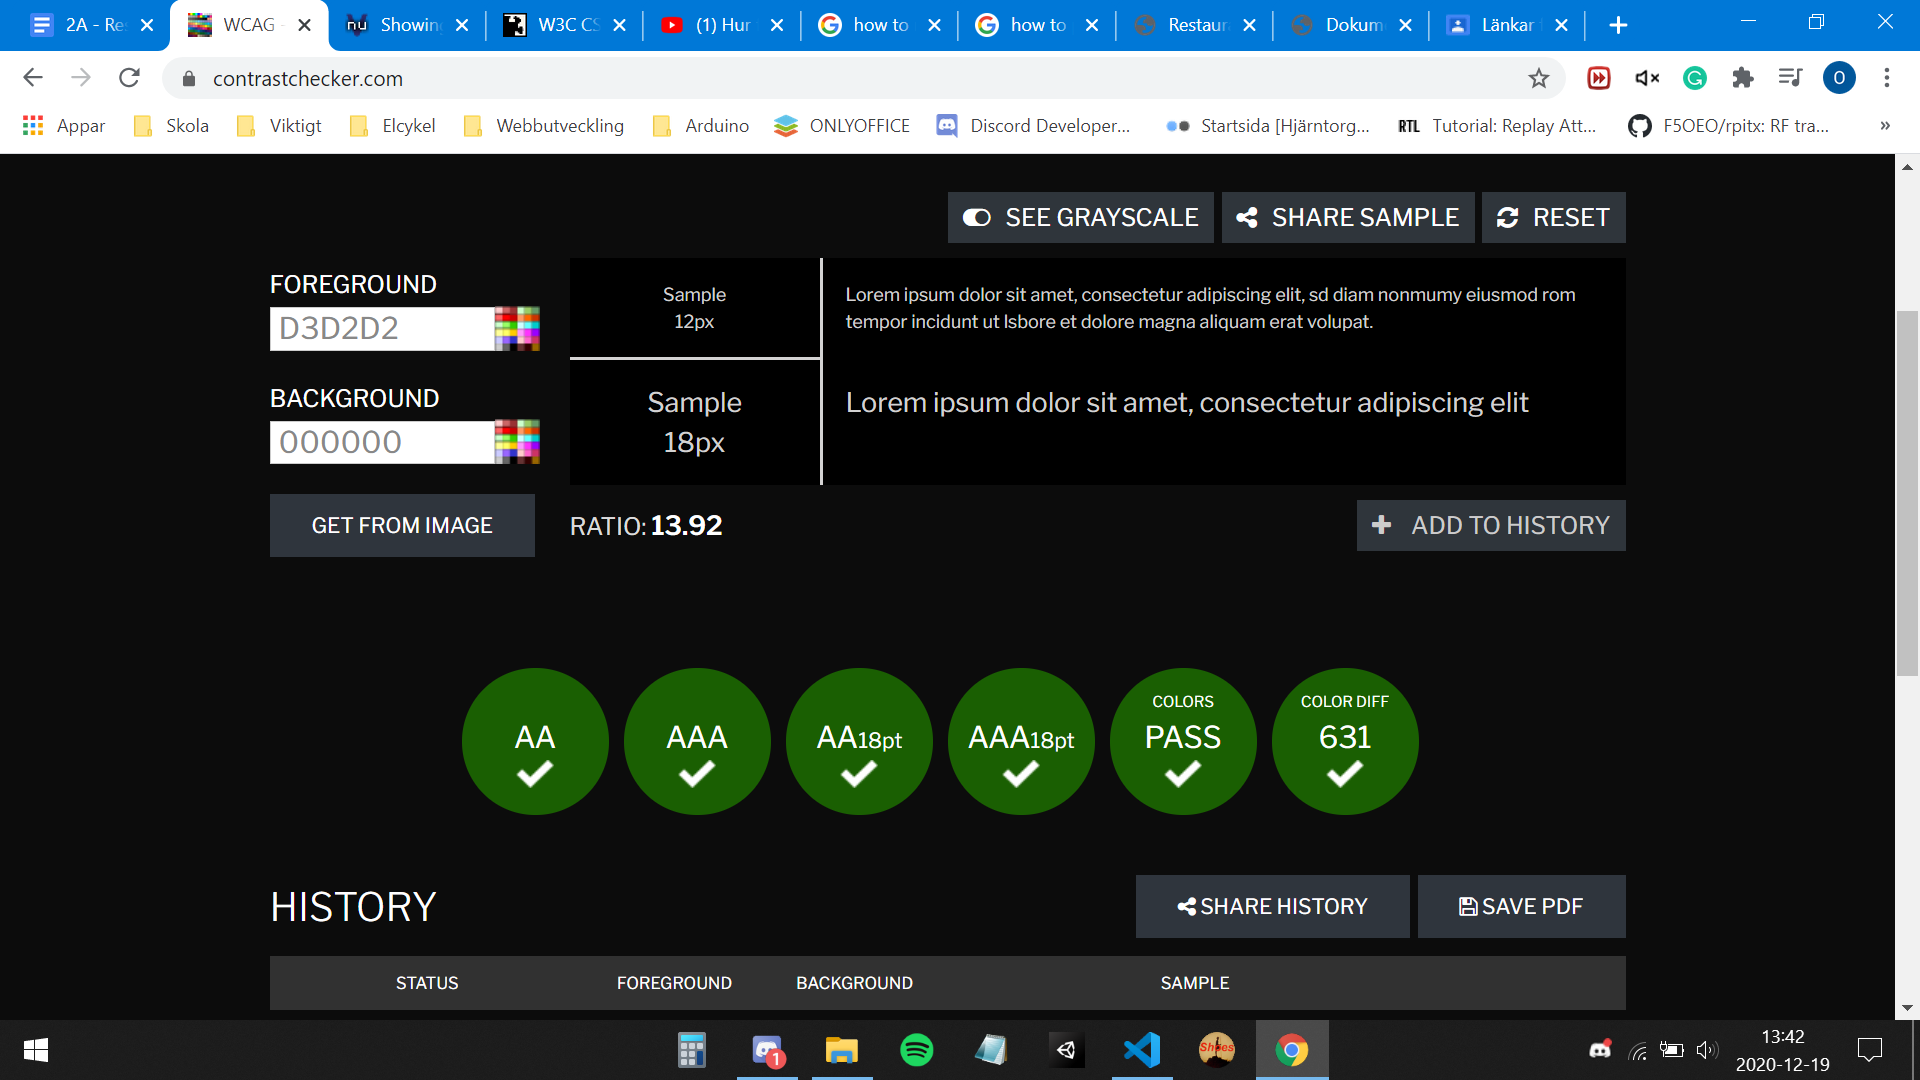 2A - Re
WCAG -
Showing
W3C CS
(1) Hur
how to
how to
Restaur
Dokum
Länkar
contrastchecker.com
O
Appar
Skola
Viktigt
Elcykel
Webbutveckling
Arduino
ONLYOFFICE
Discord Developer...
Startsida [Hjärntorg...
RTL Tutorial: Replay Att...
F5OEO/rpitx: RF tra...
»
SEE GRAYSCALE
SHARE SAMPLE
RESET
FOREGROUND
D3D2D2
BACKGROUND
000000
GET FROM IMAGE
Sample
12px
Lorem ipsum dolor sit amet, consectetur adipiscing elit, sd diam nonmumy eiusmod rom
tempor incidunt ut lsbore et dolore magna aliquam erat volupat.
Sample
18px
Lorem ipsum dolor sit amet, consectetur adipiscing elit
RATIO: 13.92
ADD TO HISTORY
AA
AAA
AA18pt
AAA18pt
COLORS
PASS
COLOR DIFF
631
HISTORY
SHARE HISTORY
SAVE PDF
STATUS
FOREGROUND
BACKGROUND
SAMPLE
1
Shoes
13:42
2020-12-19